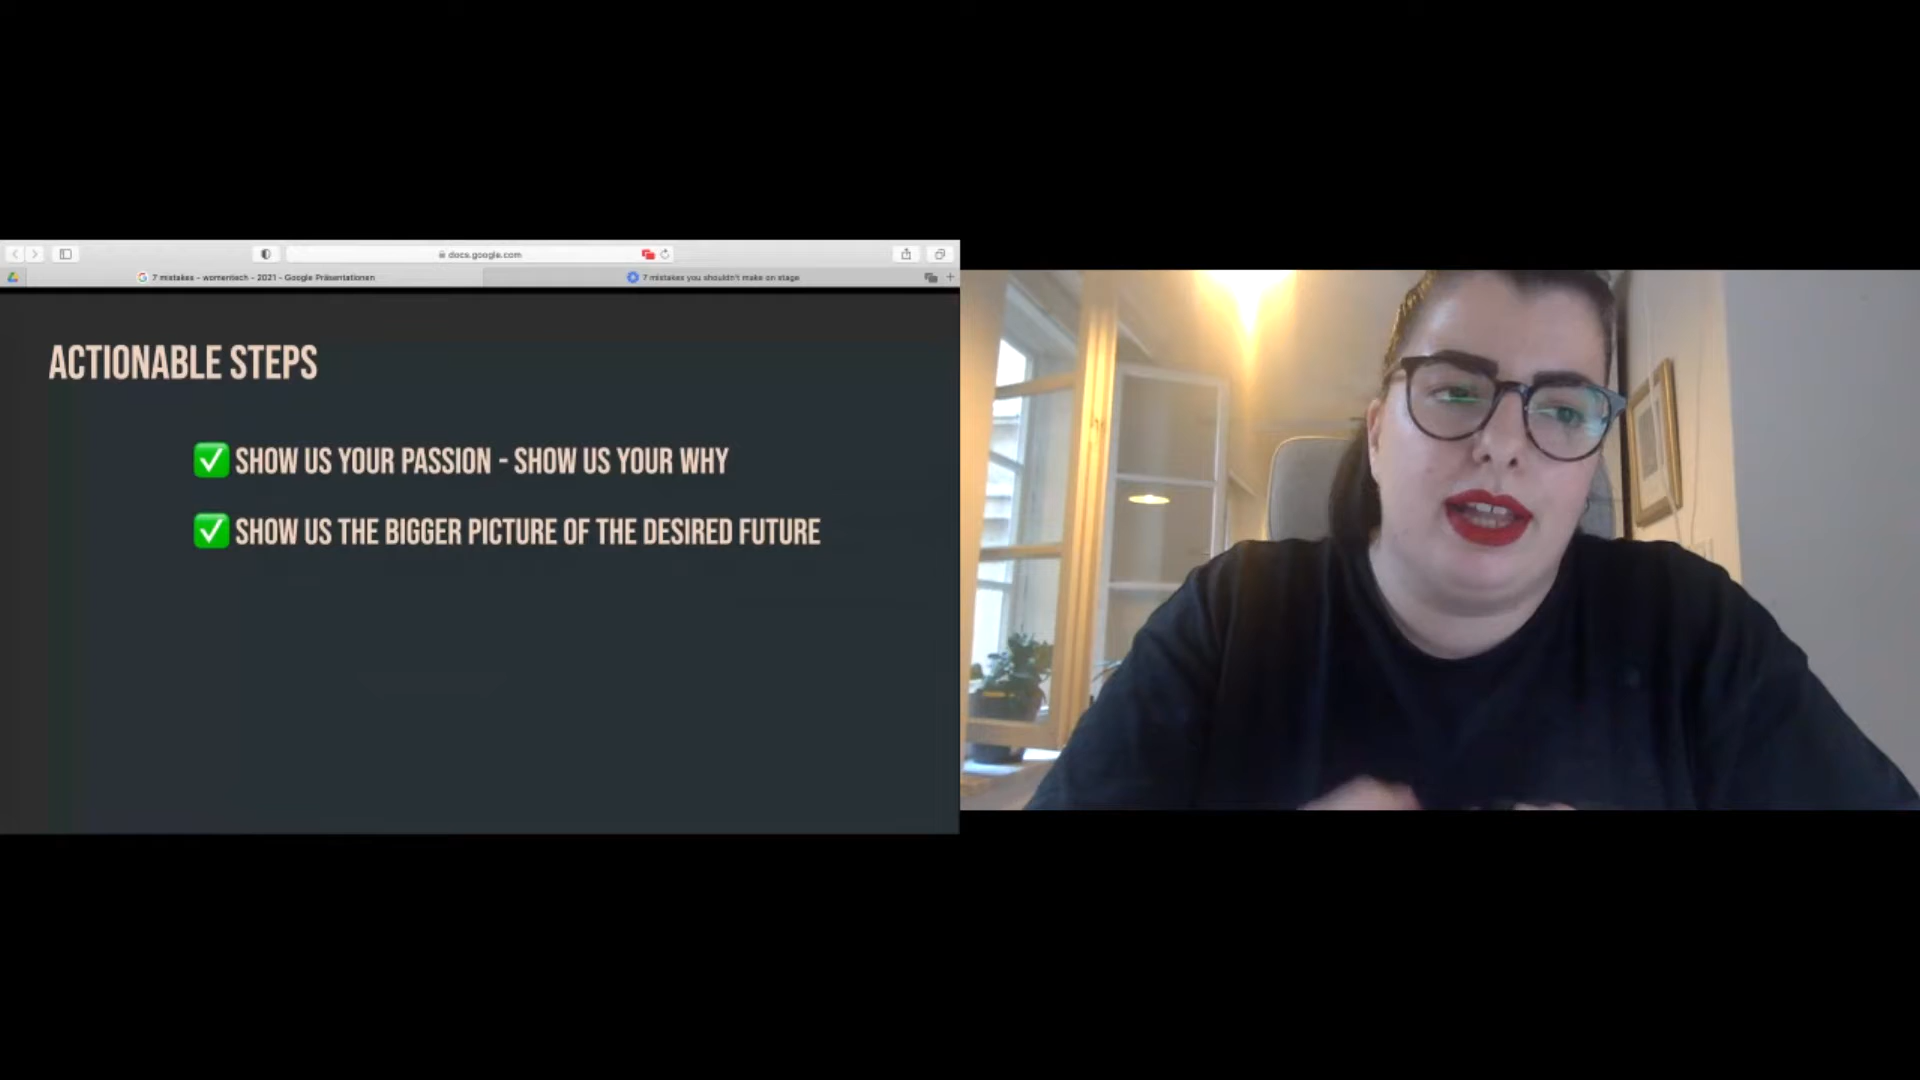 docs.google.com
7 mistakes - womentech - 2021 - Google Präsentationen
7 mistakes you shouldn't make on stage
ACTIONABLE STEPS
✅ SHOW US YOUR PASSION - SHOW US YOUR WHY
✅ SHOW US THE BIGGER PICTURE OF THE DESIRED FUTURE